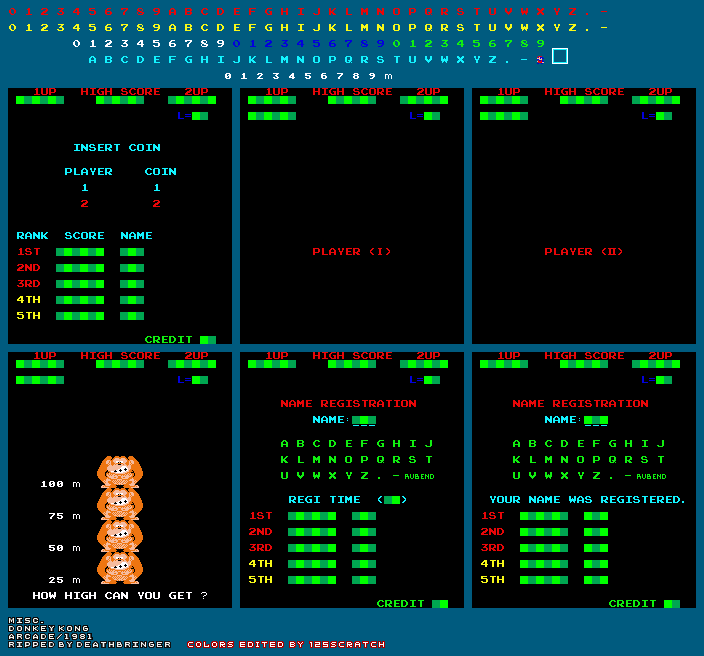 0 1 2 3 4 5 6 7 8 9 A B C D E F G H I J K L M N O P Q R S T U V W X Y Z . -
0 1 2 3 4 5 6 7 8 9 A B C D E F G H I J K L M N O P Q R S T U V W X Y Z . -
0 1 2 3 4 5 6 7 8 9 0 1 2 3 4 5 6 7 8 9 0 1 2 3 4 5 6 7 8 9
A B C D E F G H I J K L M N O P Q R S T U V W X Y Z . -
0 1 2 3 4 5 6 7 8 9 m
1UP HIGH SCORE 2UP
L=
INSERT COIN
PLAYER COIN
1 1
2 2
RANK SCORE NAME
1ST
2ND
3RD
4TH
5TH
CREDIT
1UP HIGH SCORE 2UP
L=
PLAYER (I)
1UP HIGH SCORE 2UP
L=
PLAYER (II)
1UP HIGH SCORE 2UP
L=
100 m
75 m
50 m
25 m
HOW HIGH CAN YOU GET ?
1UP HIGH SCORE 2UP
L=
NAME REGISTRATION
NAME:
A B C D E F G H I J
K L M N O P Q R S T
U V W X Y Z . - RUBEND
REGI TIME ( )
1ST
2ND
3RD
4TH
5TH
CREDIT
1UP HIGH SCORE 2UP
L=
NAME REGISTRATION
NAME:
A B C D E F G H I J
K L M N O P Q R S T
U V W X Y Z . - RUBEND
YOUR NAME WAS REGISTERED.
1ST
2ND
3RD
4TH
5TH
CREDIT
MISC.
DONKEY KONG
ARCADE/1981
RIPPED BY DEATHBRINGER COLORS EDITED BY 125SCRATCH